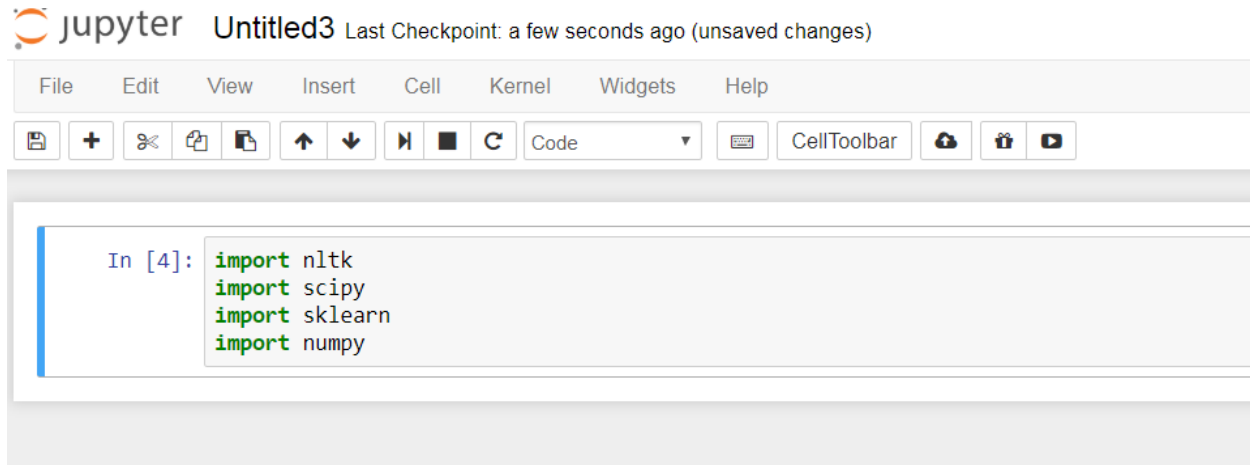 jupyter Untitled3 Last Checkpoint: a few seconds ago (unsaved changes)
File Edit View Insert Cell Kernel Widgets Help
Code CellToolbar
In [4]: import nltk
import scipy
import sklearn
import numpy